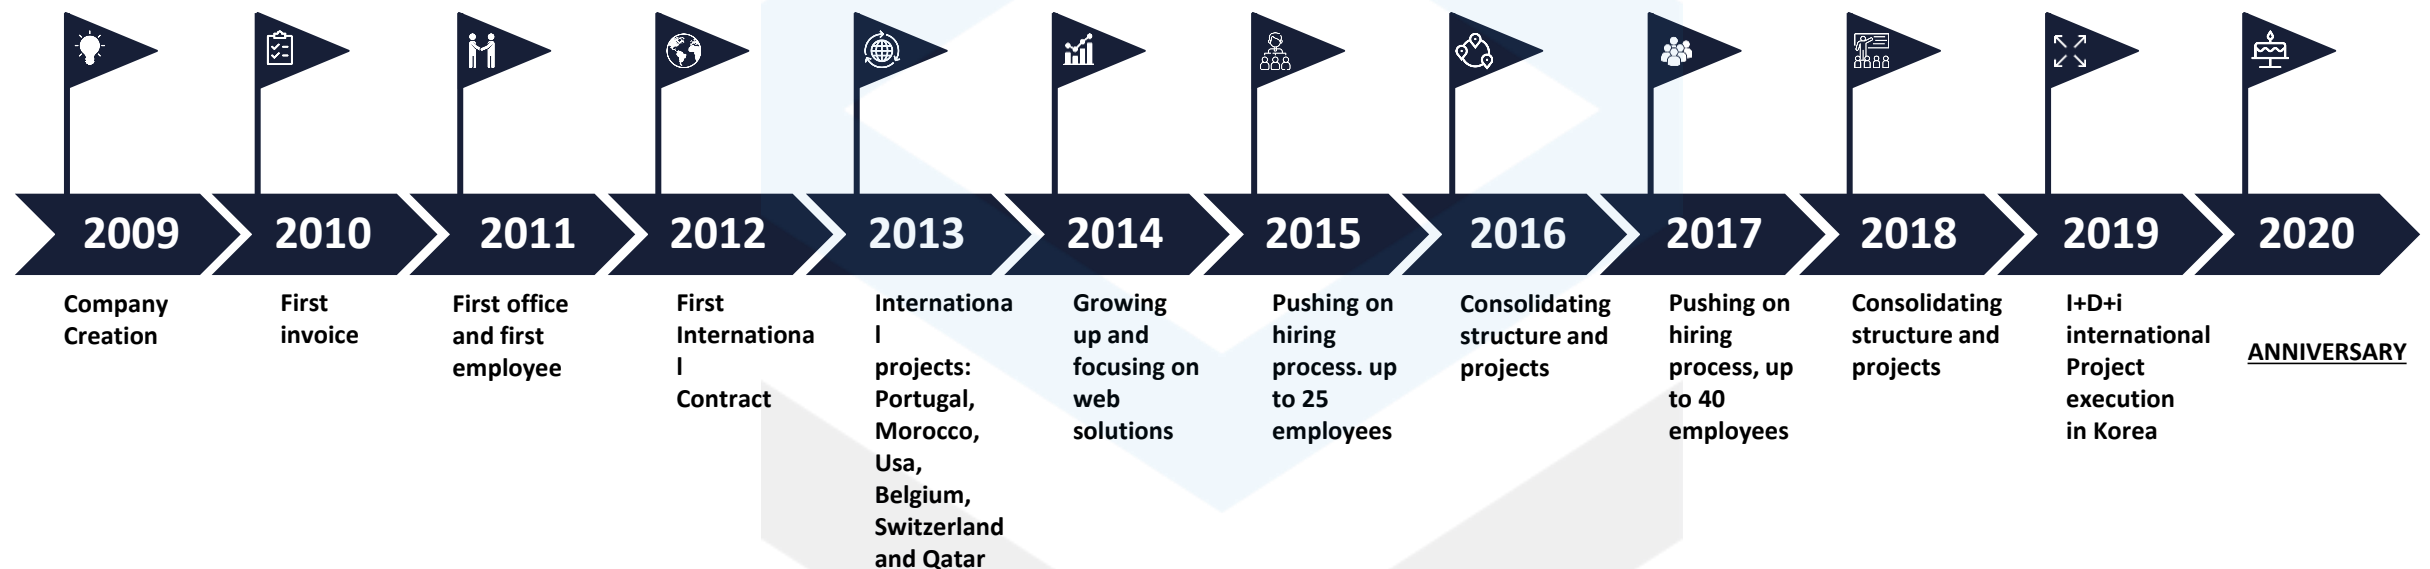 2009
2010
2011
2012
2013
2014
2015
2016
2017
2018
2019
2020
Company
Creation
First
invoice
First office
and first
employee
First
Internationa
l
Contract
Internationa
l
projects:
Portugal,
Morocco,
Usa,
Belgium,
Switzerland
and Qatar
Growing
up and
focusing on
web
solutions
Pushing on
hiring
process. up
to 25
employees
Consolidating
structure and
projects
Pushing on
hiring
process, up
to 40
employees
Consolidating
structure and
projects
I+D+i
international
Project
execution
in Korea
ANNIVERSARY